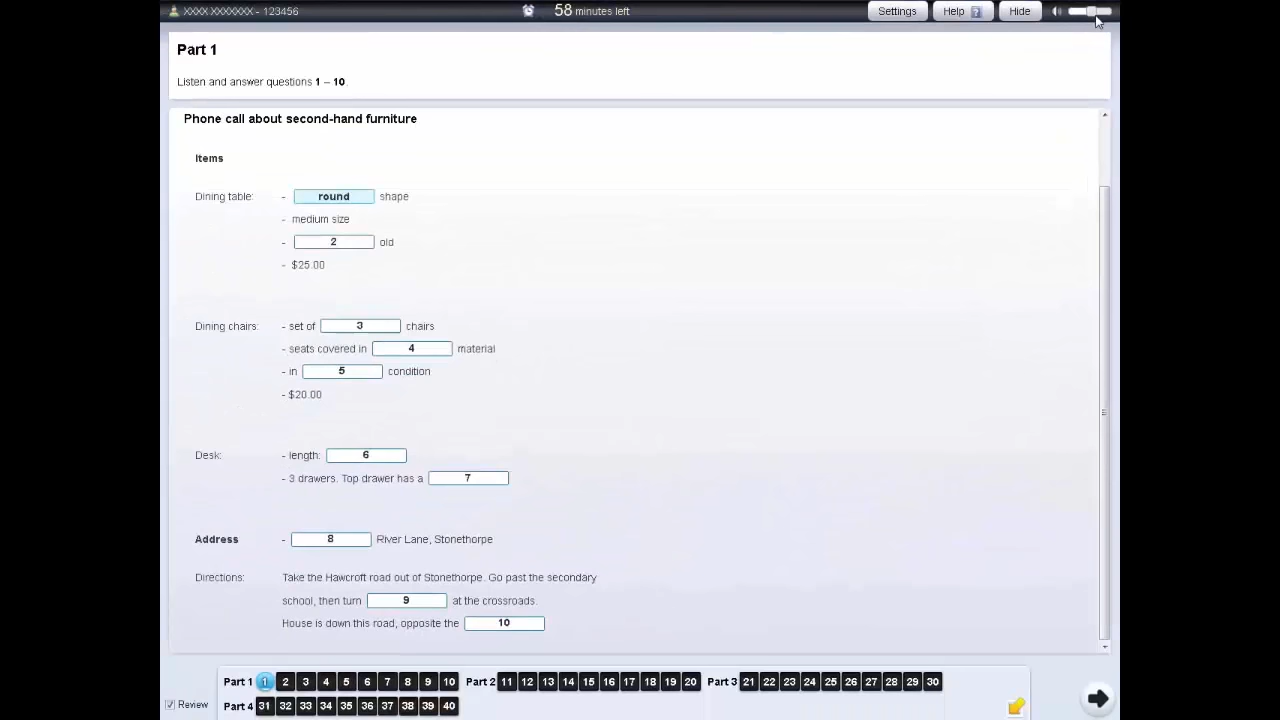 XXXX XXXXXXX - 123456
58 minutes left
Settings
Help ?
Hide
Part 1
Listen and answer questions 1 – 10.
Phone call about second-hand furniture
Items
Dining table: - round shape
- medium size
- 2 old
- $25.00
Dining chairs: - set of 3 chairs
- seats covered in 4 material
- in 5 condition
- $20.00
Desk: - length: 6
- 3 drawers. Top drawer has a 7
Address - 8 River Lane, Stonethorpe
Directions: Take the Hawcroft road out of Stonethorpe. Go past the secondary
school, then turn 9 at the crossroads.
House is down this road, opposite the 10
Part 1 1 2 3 4 5 6 7 8 9 10 Part 2 11 12 13 14 15 16 17 18 19 20 Part 3 21 22 23 24 25 26 27 28 29 30
Review
Part 4 31 32 33 34 35 36 37 38 39 40